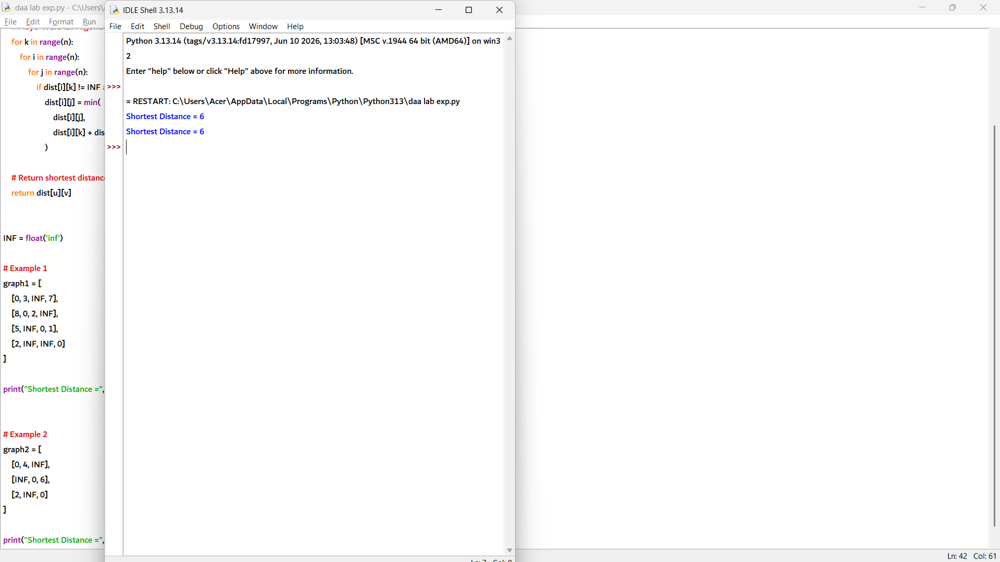 daa lab exp.py - C:\Users\
File Edit Format Run
for k in range(n):
for i in range(n):
for j in range(n):
if dist[i][k] != INF
dist[i][j] = min(
dist[i][j],
dist[i][k] + dis
)
# Return shortest distance
return dist[u][v]
INF = float('inf')
# Example 1
graph1 = [
[0, 3, INF, 7],
[8, 0, 2, INF],
[5, INF, 0, 1],
[2, INF, INF, 0]
]
print("Shortest Distance =",
# Example 2
graph2 = [
[0, 4, INF],
[INF, 0, 6],
[2, INF, 0]
]
print("Shortest Distance =",
IDLE Shell 3.13.14
File Edit Shell Debug Options Window Help
Python 3.13.14 (tags/v3.13.14:fd17997, Jun 10 2026, 13:03:48) [MSC v.1944 64 bit (AMD64)] on win3
2
Enter "help" below or click "Help" above for more information.
>>>
= RESTART: C:\Users\Acer\AppData\Local\Programs\Python\Python313\daa lab exp.py
Shortest Distance = 6
Shortest Distance = 6
>>>
Ln: 42 Col: 61